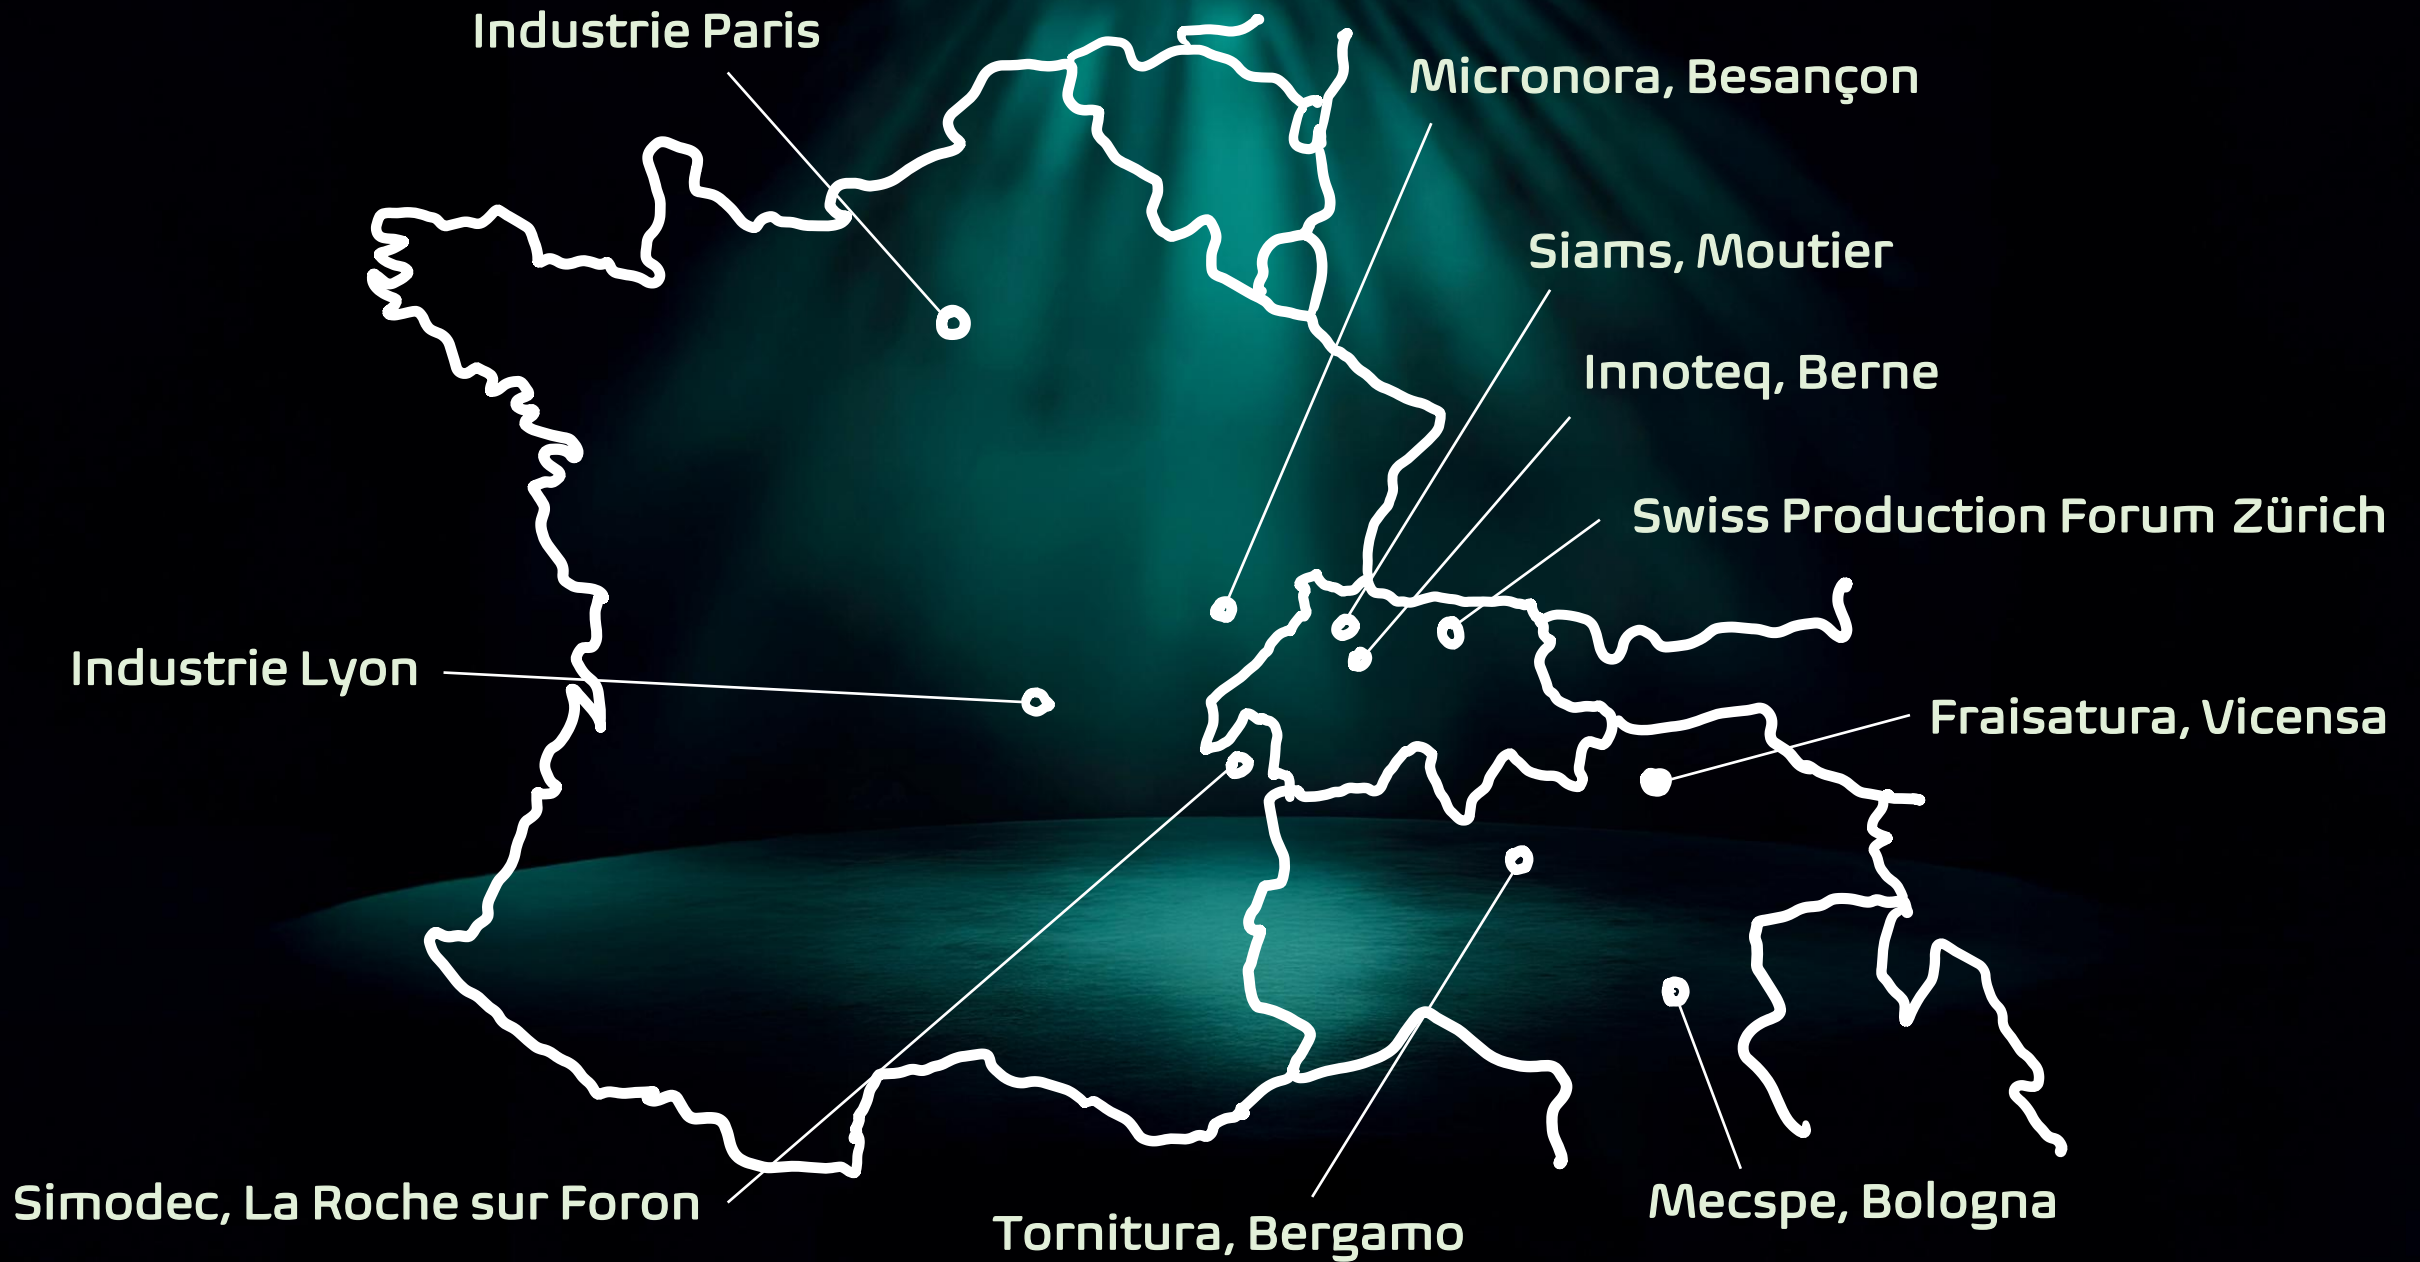 Industrie Paris
Micronora, Besançon
Siams, Moutier
Innoteq, Berne
Swiss Production Forum Zürich
Industrie Lyon
Fraisatura, Vicensa
Simodec, La Roche sur Foron
Tornitura, Bergamo
Mecspe, Bologna